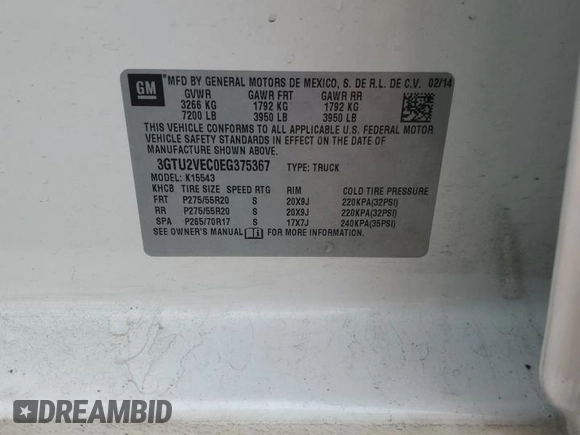 GM
MFD BY GENERAL MOTORS DE MEXICO, S. DE R.L. DE C.V. 02/14
GVWR GAWR FRT GAWR RR
3266 KG 1792 KG 1792 KG
7200 LB 3950 LB 3950 LB
THIS VEHICLE CONFORMS TO ALL APPLICABLE U.S. FEDERAL MOTOR
VEHICLE SAFETY STANDARDS IN EFFECT ON THE DATE OF
MANUFACTURE SHOWN ABOVE.
3GTU2VEC0EG375367 TYPE: TRUCK
MODEL: K15543
KHCB TIRE SIZE SPEED RTG RIM COLD TIRE PRESSURE
FRT P275/55R20 S 20X9J 220KPA(32PSI)
RR P275/55R20 S 20X9J 220KPA(32PSI)
SPA P265/70R17 S 17X7J 240KPA(35PSI)
SEE OWNER'S MANUAL FOR MORE INFORMATION.
DREAMBID